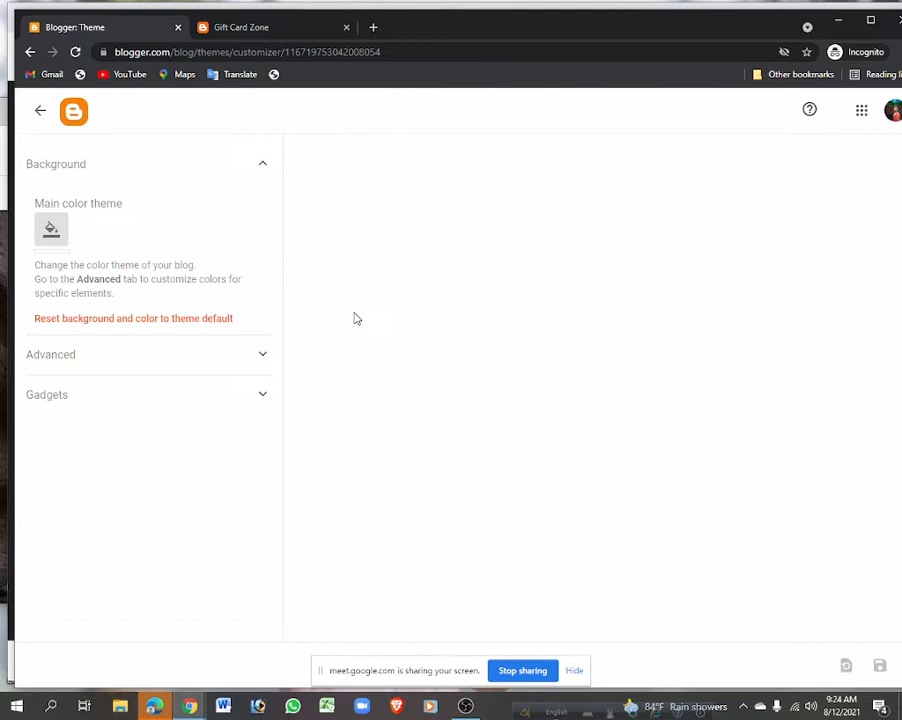 Blogger: Theme
Gift Card Zone
blogger.com/blog/themes/customizer/116719753042008054
Incognito
Gmail
YouTube
Maps
Translate
Other bookmarks
Reading li
Background
Main color theme
Change the color theme of your blog.
Go to the Advanced tab to customize colors for
specific elements.
Reset background and color to theme default
Advanced
Gadgets
meet.google.com is sharing your screen.
Stop sharing
Hide
English
84°F Rain showers
9:24 AM
8/12/2021
4